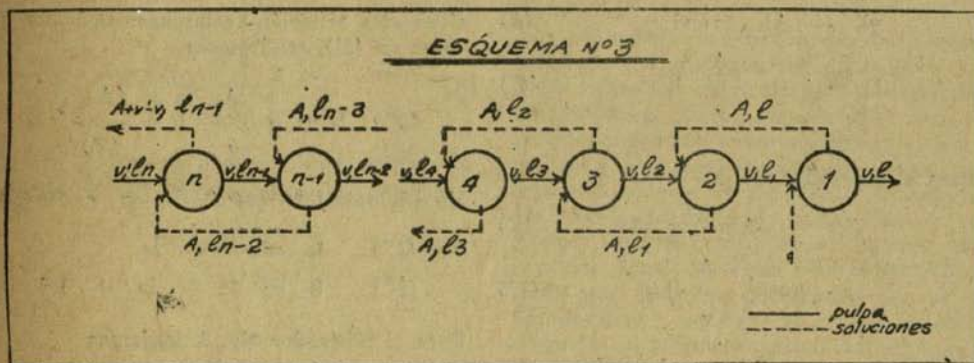 ESQUEMA Nº3
A+v'-v, ln-1
A, ln-3
A, l2
A, l
v', ln
n
v, ln-1
n-1
v, ln-2
v, l4
4
v, l3
3
v, l2
2
v, l1
1
v, l
A, ln-2
A, l3
A, l1
pulpa
soluciones